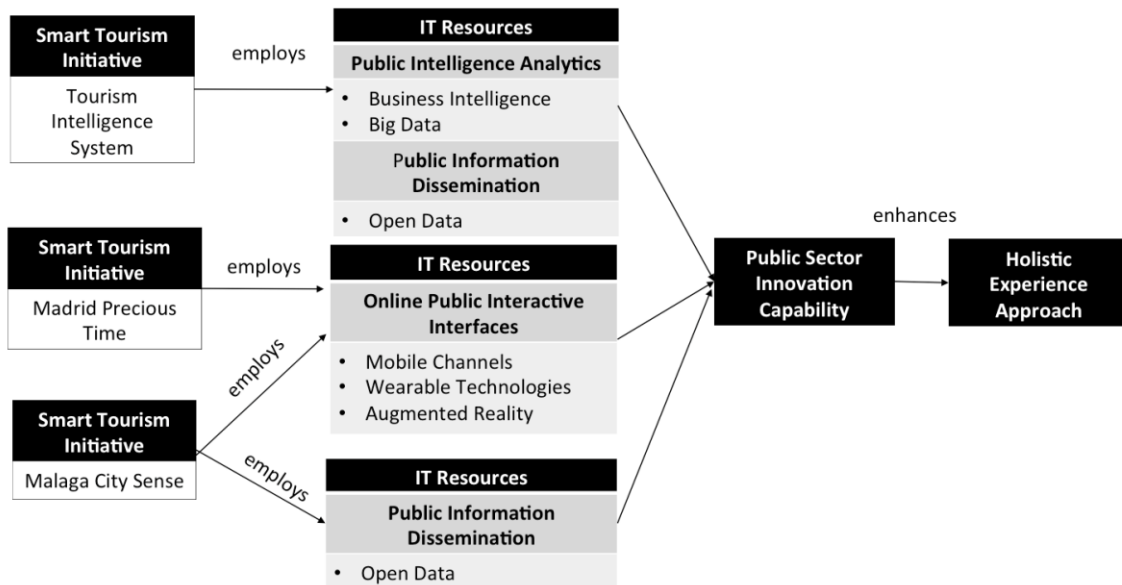 Smart Tourism
Initiative
Tourism
Intelligence
System
employs
IT Resources
Public Intelligence Analytics
• Business Intelligence
• Big Data
Public Information
Dissemination
• Open Data
Smart Tourism
Initiative
Madrid Precious
Time
employs
IT Resources
Online Public Interactive
Interfaces
• Mobile Channels
• Wearable Technologies
• Augmented Reality
Smart Tourism
Initiative
Malaga City Sense
employs
employs
IT Resources
Public Information
Dissemination
• Open Data
Public Sector
Innovation
Capability
enhances
Holistic
Experience
Approach